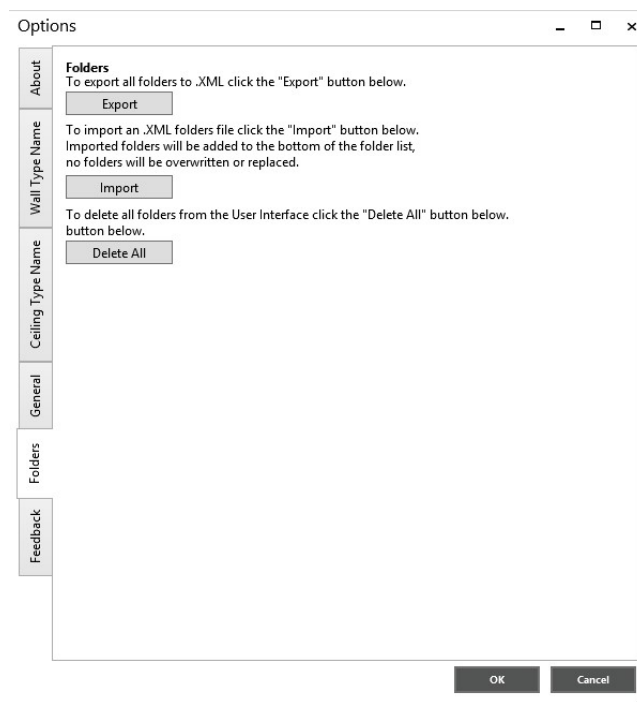 Options
About
Wall Type Name
Ceiling Type Name
General
Folders
Feedback
Folders
To export all folders to .XML click the "Export" button below.
Export
To import an .XML folders file click the "Import" button below.
Imported folders will be added to the bottom of the folder list,
no folders will be overwritten or replaced.
Import
To delete all folders from the User Interface click the "Delete All" button below.
button below.
Delete All
OK
Cancel